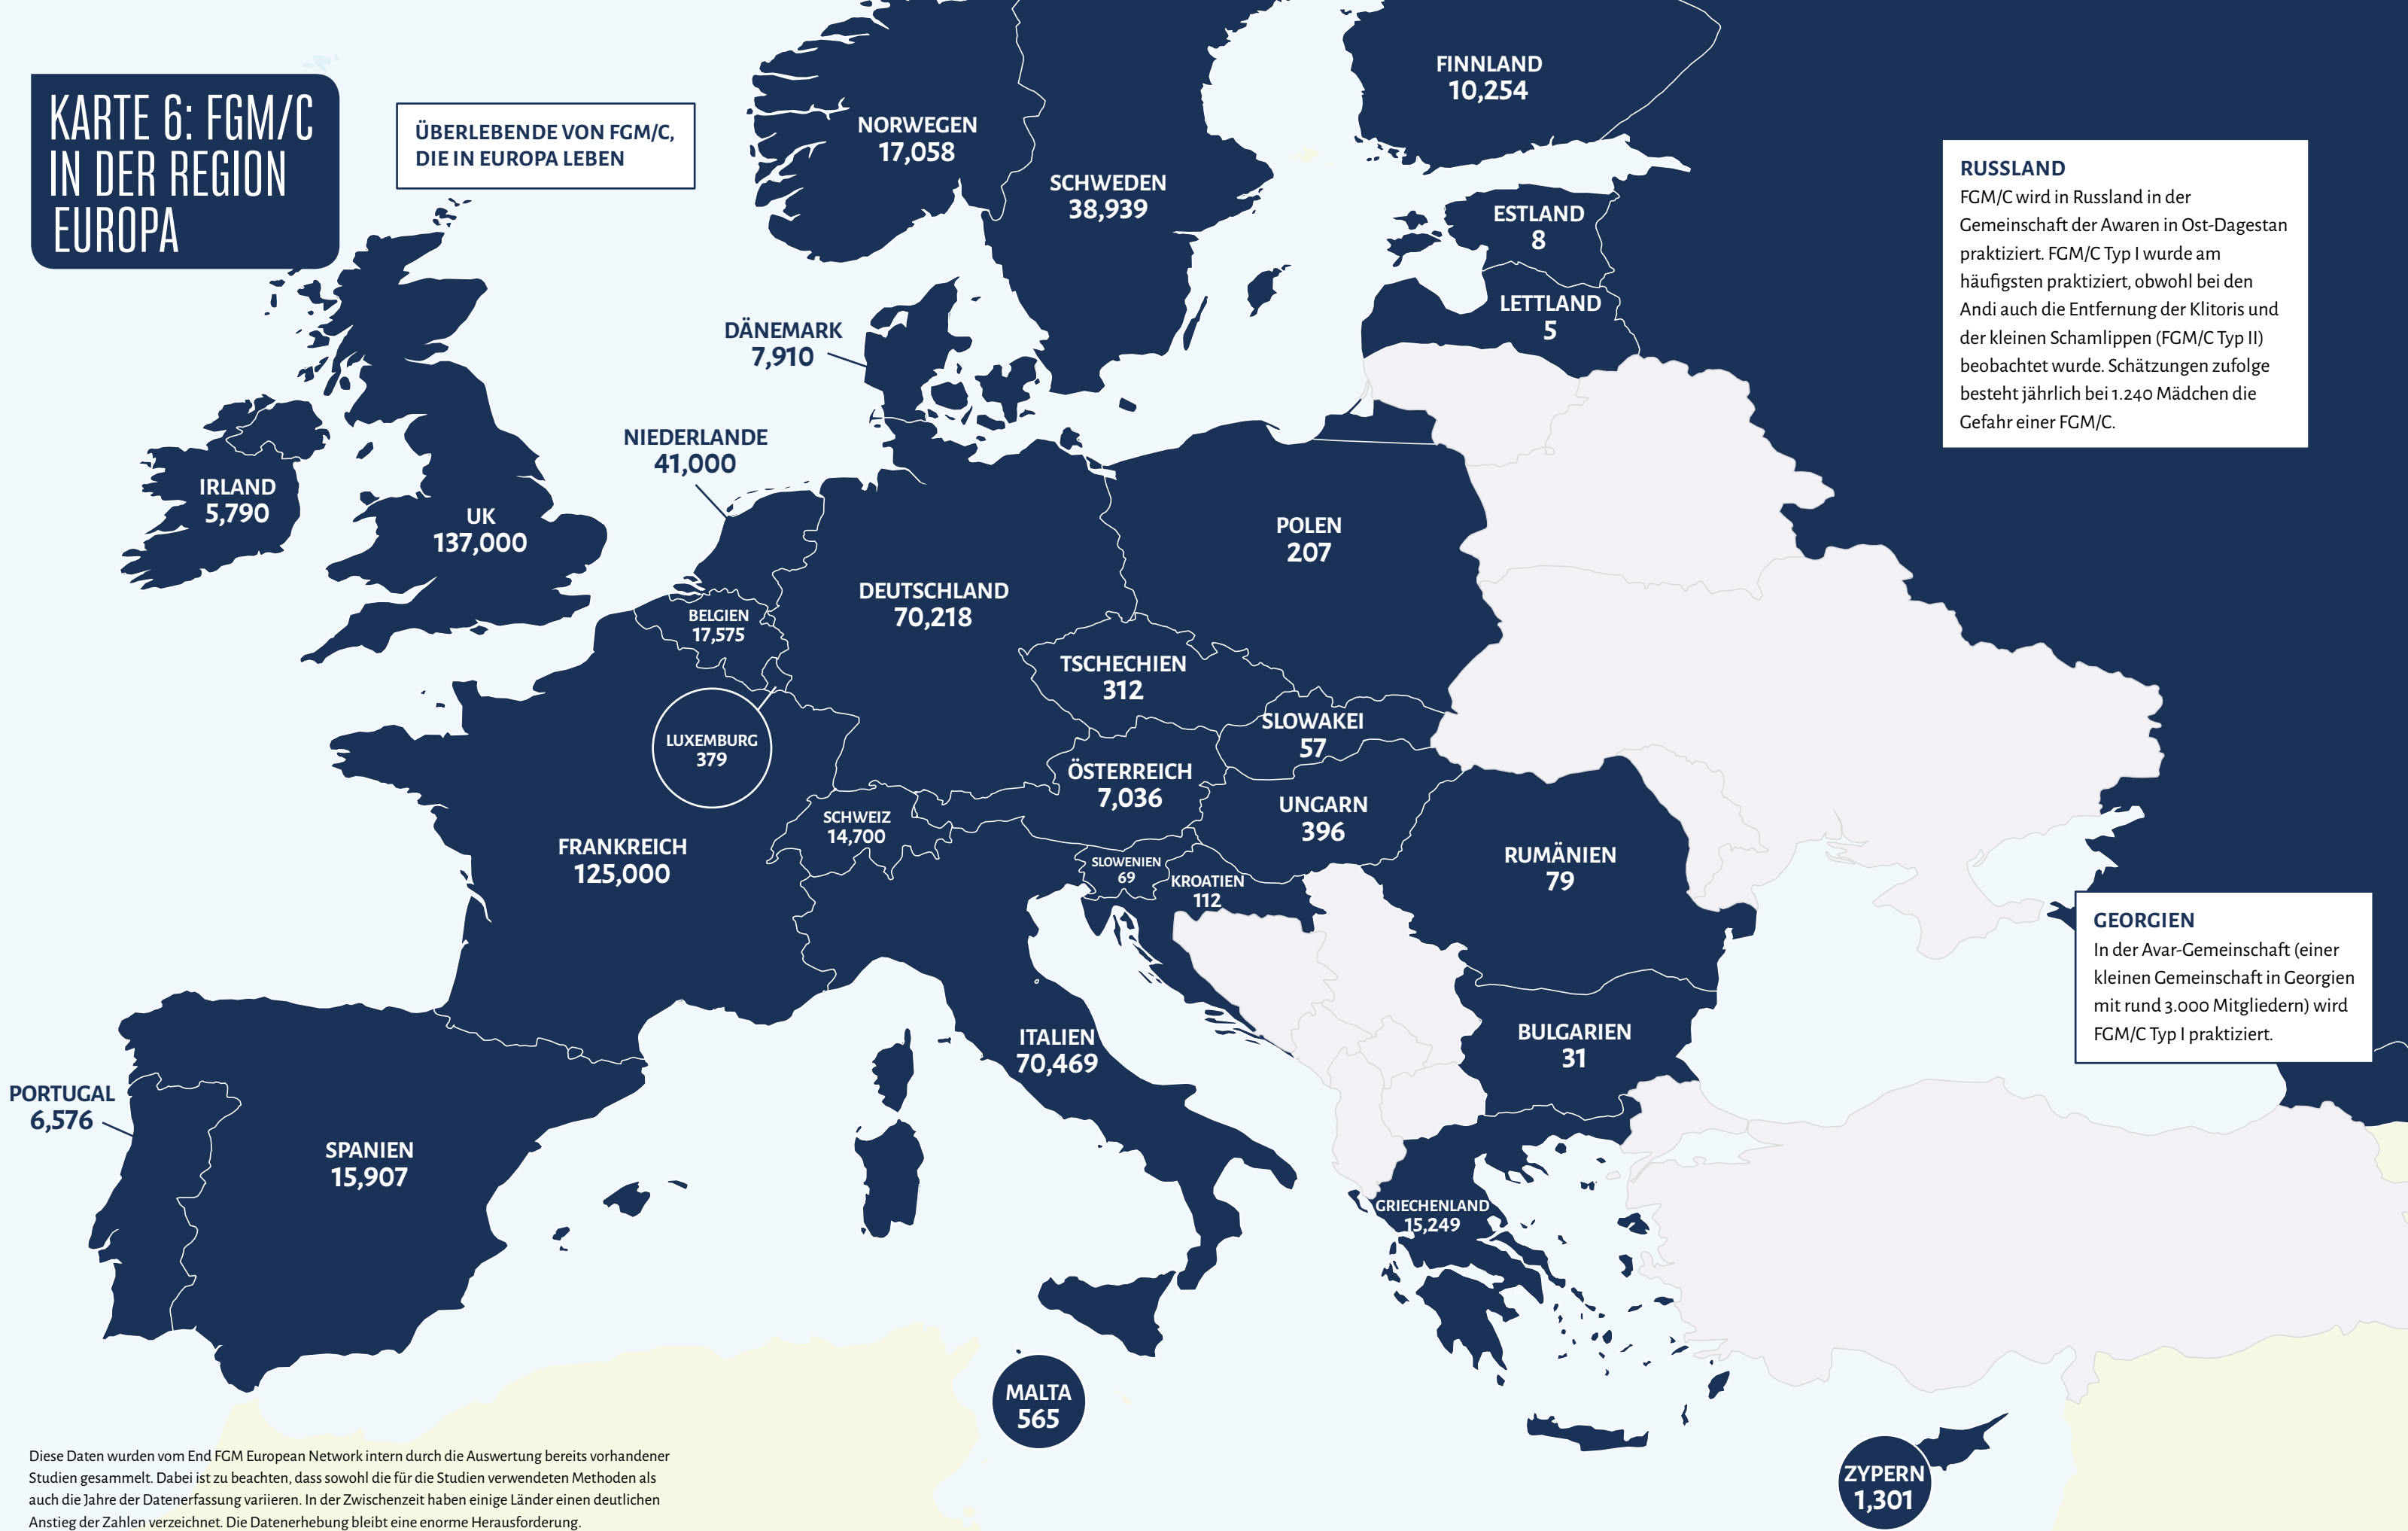 KARTE 6: FGM/C
IN DER REGION
EUROPA
ÜBERLEBENDE VON FGM/C,
DIE IN EUROPA LEBEN
FINNLAND
10,254
NORWEGEN
17,058
SCHWEDEN
38,939
ESTLAND
8
LETTLAND
5
RUSSLAND
FGM/C wird in Russland in der
Gemeinschaft der Awaren in Ost-Dagestan
praktiziert. FGM/C Typ I wurde am
häufigsten praktiziert, obwohl bei den
Andi auch die Entfernung der Klitoris und
der kleinen Schamlippen (FGM/C Typ II)
beobachtet wurde. Schätzungen zufolge
besteht jährlich bei 1.240 Mädchen die
Gefahr einer FGM/C.
DÄNEMARK
7,910
NIEDERLANDE
41,000
IRLAND
5,790
UK
137,000
POLEN
207
DEUTSCHLAND
70,218
BELGIEN
17,575
TSCHECHIEN
312
SLOWAKEI
57
LUXEMBURG
379
ÖSTERREICH
7,036
UNGARN
396
SCHWEIZ
14,700
FRANKREICH
125,000
SLOWENIEN
69
KROATIEN
112
RUMÄNIEN
79
GEORGIEN
In der Avar-Gemeinschaft (einer
kleinen Gemeinschaft in Georgien
mit rund 3.000 Mitgliedern) wird
FGM/C Typ I praktiziert.
BULGARIEN
31
ITALIEN
70,469
PORTUGAL
6,576
SPANIEN
15,907
GRIECHENLAND
15,249
MALTA
565
ZYPERN
1,301
Diese Daten wurden vom End FGM European Network intern durch die Auswertung bereits vorhandener
Studien gesammelt. Dabei ist zu beachten, dass sowohl die für die Studien verwendeten Methoden als
auch die Jahre der Datenerfassung variieren. In der Zwischenzeit haben einige Länder einen deutlichen
Anstieg der Zahlen verzeichnet. Die Datenerhebung bleibt eine enorme Herausforderung.